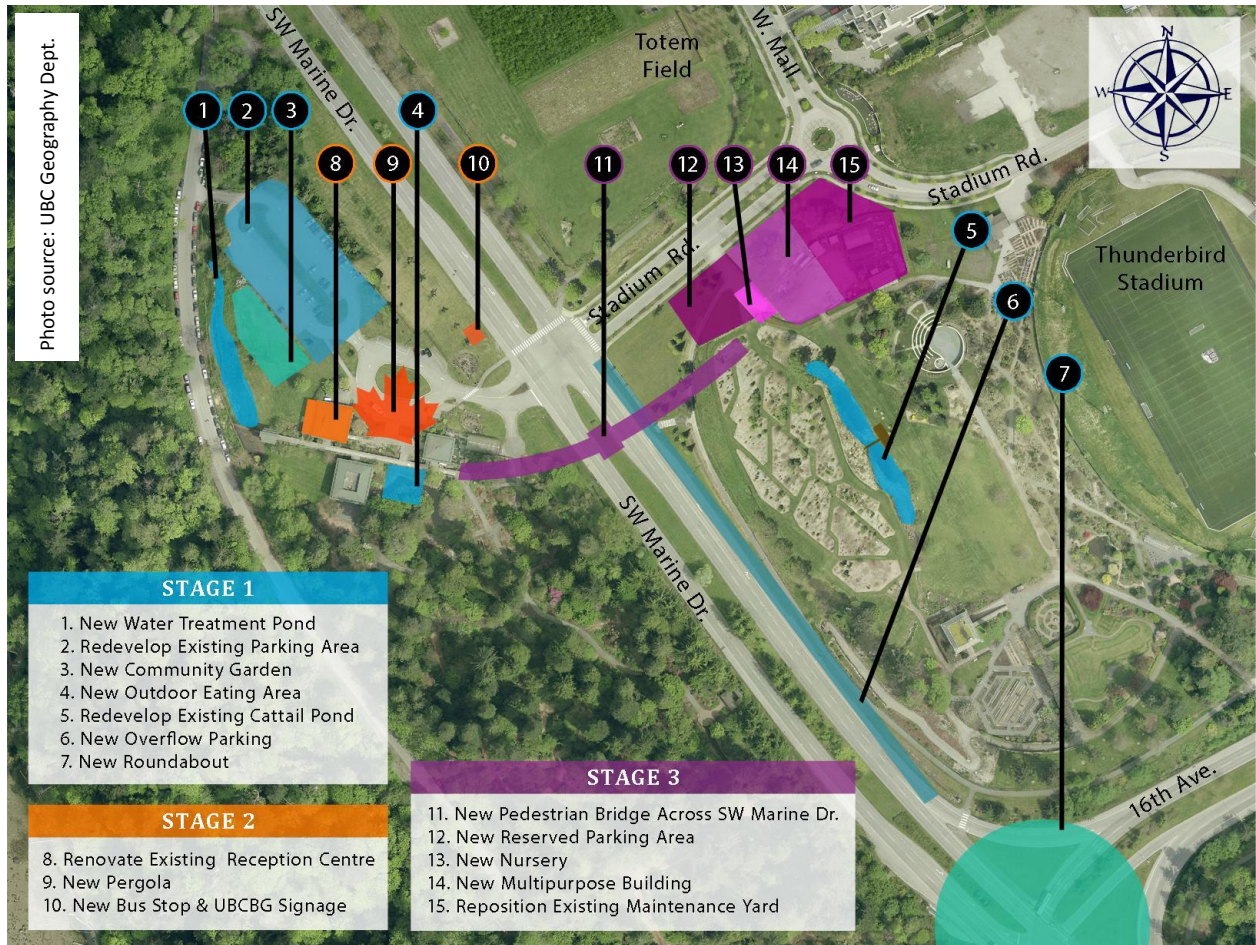 Photo source: UBC Geography Dept.
SW Marine Dr.
Totem
Field
W. Mall
N
W
E
S
1
2
3
4
8
9
10
11
12
13
14
15
Stadium Rd.
Stadium Rd.
5
Thunderbird
Stadium
6
7
SW Marine Dr.
16th Ave.
STAGE 1
1. New Water Treatment Pond
2. Redevelop Existing Parking Area
3. New Community Garden
4. New Outdoor Eating Area
5. Redevelop Existing Cattail Pond
6. New Overflow Parking
7. New Roundabout
STAGE 2
8. Renovate Existing Reception Centre
9. New Pergola
10. New Bus Stop & UBCBG Signage
STAGE 3
11. New Pedestrian Bridge Across SW Marine Dr.
12. New Reserved Parking Area
13. New Nursery
14. New Multipurpose Building
15. Reposition Existing Maintenance Yard